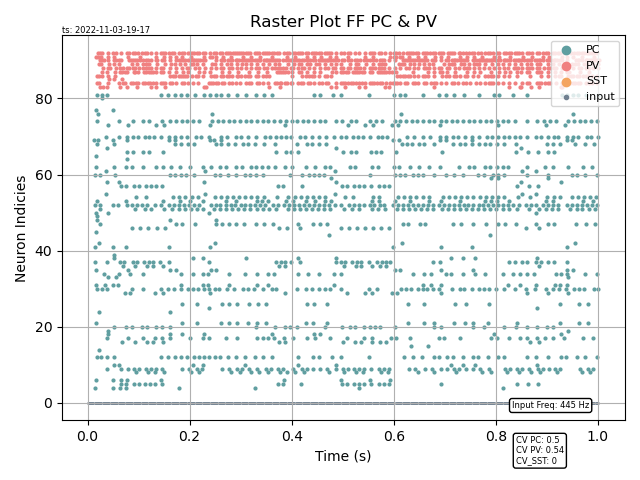 Raster Plot FF PC & PV
ts: 2022-11-03-19-17
PC
PV
SST
input
80
60
40
20
0
Neuron Indicies
0.0 0.2 0.4 0.6 0.8 1.0
Time (s)
Input Freq: 445 Hz
CV PC: 0.5
CV PV: 0.54
CV_SST: 0